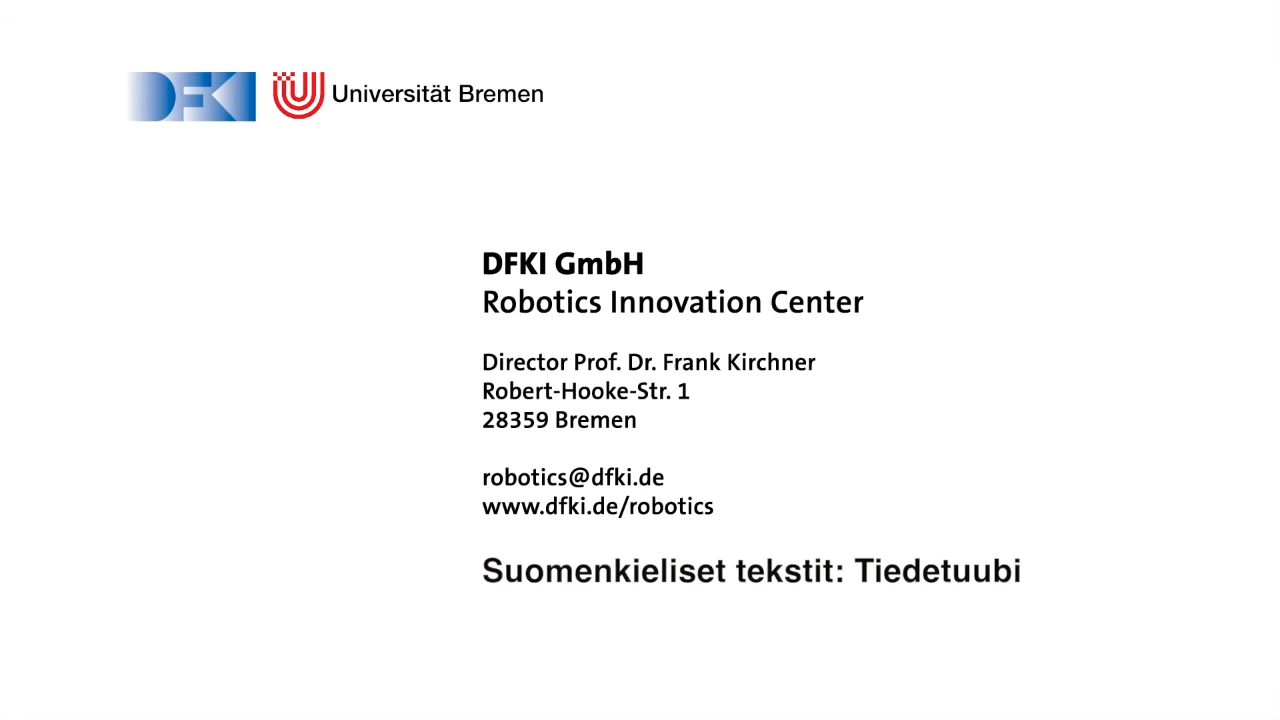 DFKI
Universität Bremen
DFKI GmbH
Robotics Innovation Center
Director Prof. Dr. Frank Kirchner
Robert-Hooke-Str. 1
28359 Bremen
robotics@dfki.de
www.dfki.de/robotics
Suomenkieliset tekstit: Tiedetuubi